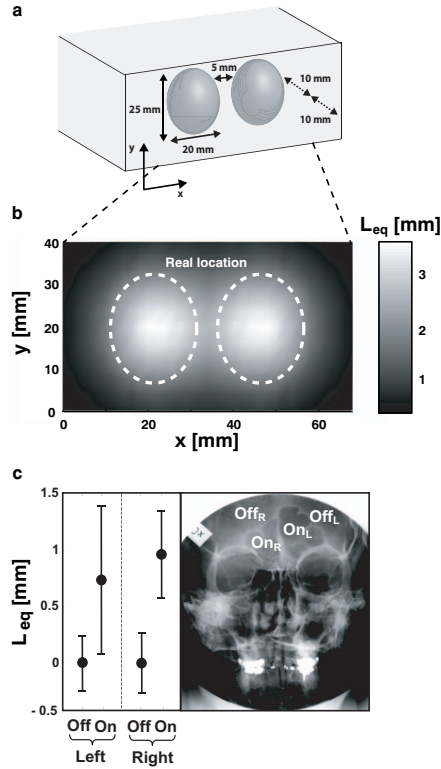 a
5 mm
10 mm
25 mm
10 mm
20 mm
y
x
b
L_eq [mm]
40
Real location
30
20
10
0
y [mm]
3
2
1
0 20 40 60
x [mm]
c
1.5
1
0.5
0
- 0.5
L_eq [mm]
Off On Off On
Left Right
Off_R Off_L
On_L
On_R